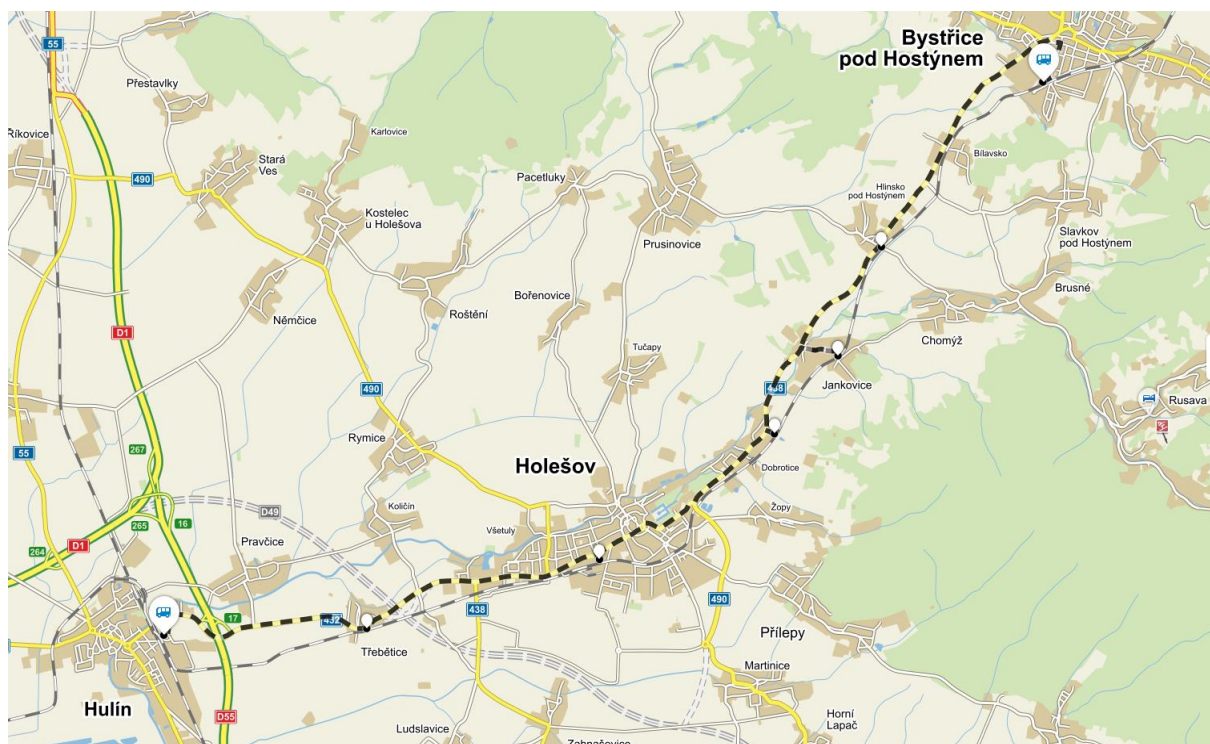 55
Přestavlky
Říkovice
490
Stará
Ves
Karlovice
Kostelec
u Holešova
Pacetluky
Prusinovice
Bystřice
pod Hostýnem
Bílavsko
Hlinsko
pod Hostýnem
Slavkov
pod Hostýnem
Brusné
Chomýž
Rusava
Němčice
Roštění
Bořenovice
Tučapy
D1
490
438
Jankovice
55
Rymice
Holešov
Dobrotice
267
D49
Količín
Všetuly
Žopy
265
16
264
D1
Pravčice
17
432
438
490
Přílepy
Třebětice
Martinice
Hulín
D55
Ludslavice
Horní
Lapač
Zahnašovice